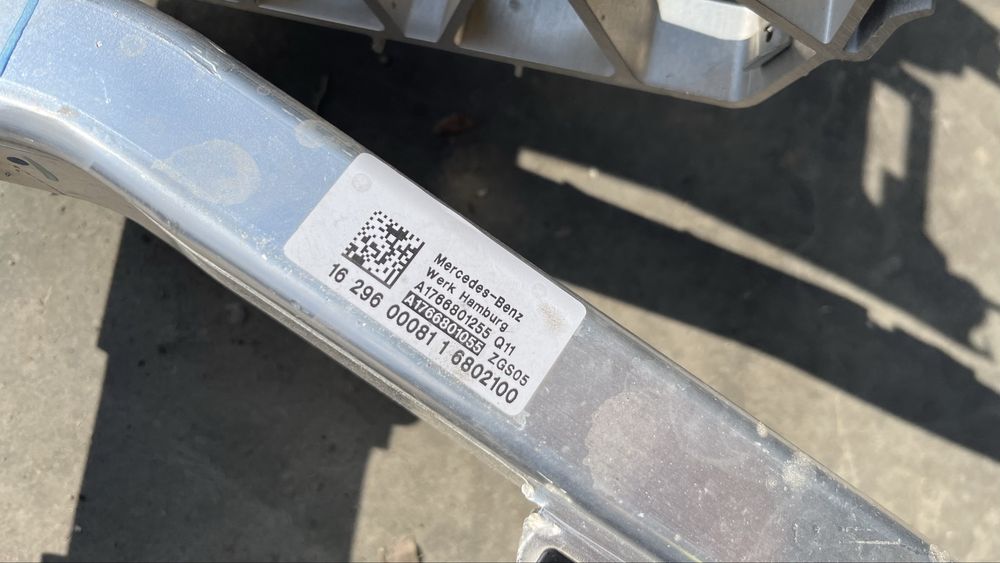 Mercedes-Benz
Werk Hamburg
A1766801255 Q11
A1766801055 ZGS05
16 296 00081 1 6802100